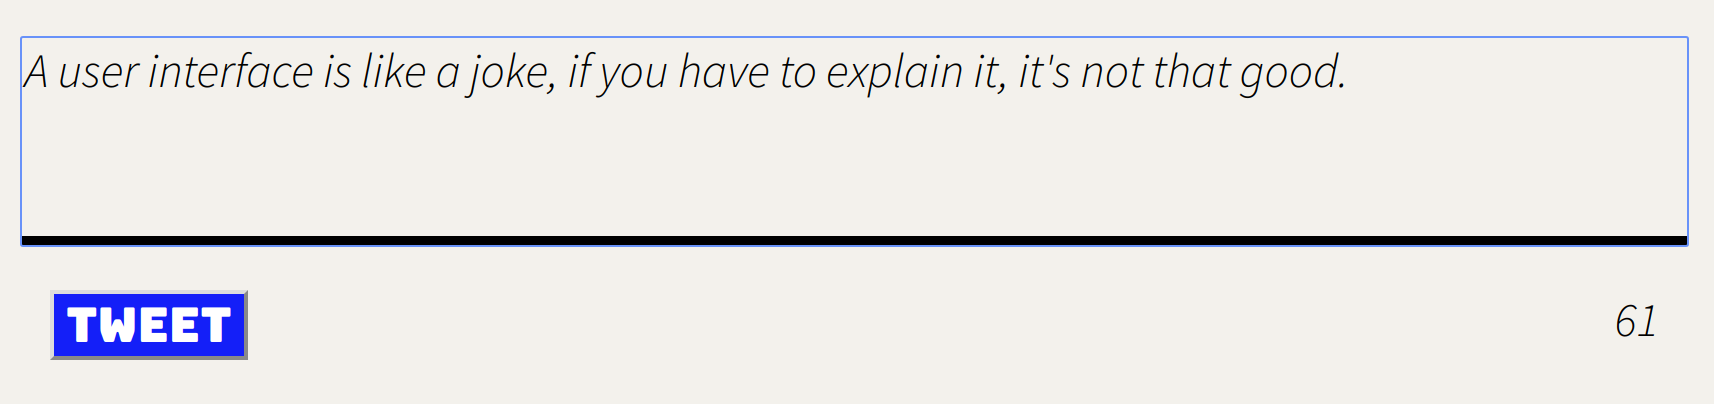 A user interface is like a joke, if you have to explain it, it's not that good.
TWEET
61